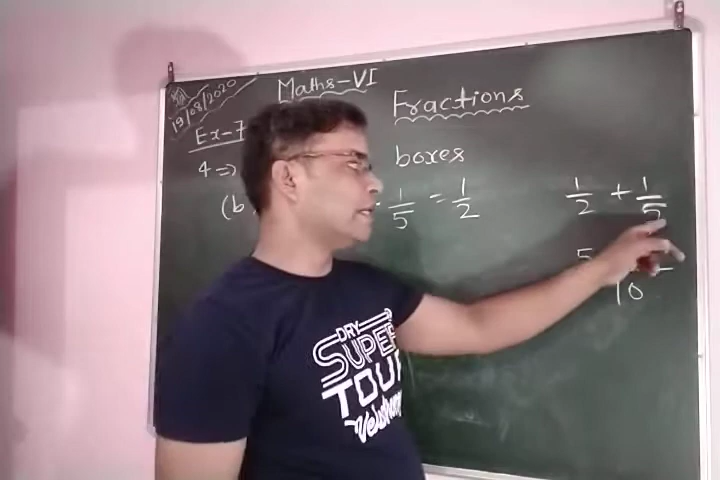 19/08/2020
Maths-VI
Fractions
Ex-7
4 ⇒
boxes
(b
- 1/5 = 1/2
1/2 + 1/5
5
10
DRY
SUPER
TOUR